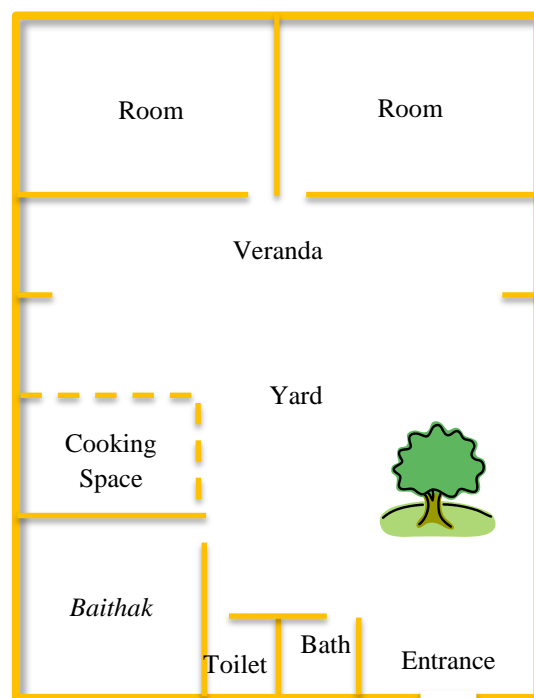 Room
Room
Veranda
Yard
Cooking
Space
Baithak
Toilet
Bath
Entrance